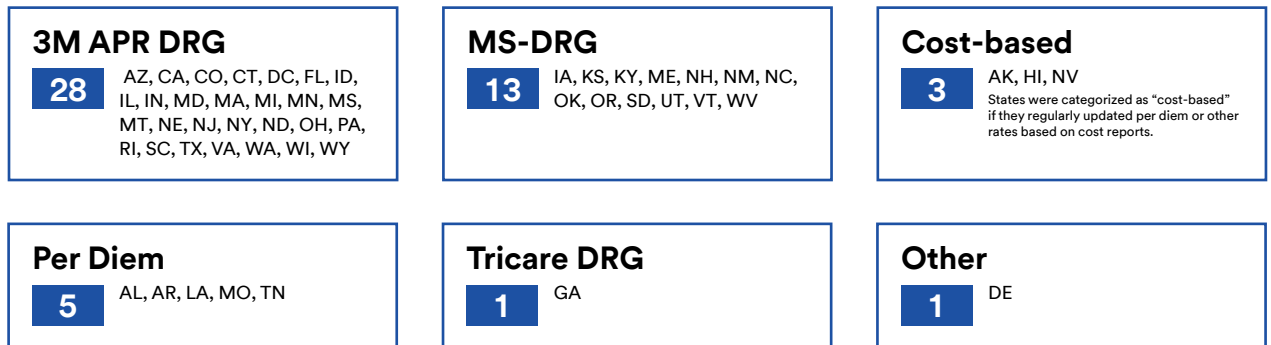 3M APR DRG
28
AZ, CA, CO, CT, DC, FL, ID,
IL, IN, MD, MA, MI, MN, MS,
MT, NE, NJ, NY, ND, OH, PA,
RI, SC, TX, VA, WA, WI, WY
MS-DRG
13
IA, KS, KY, ME, NH, NM, NC,
OK, OR, SD, UT, VT, WV
Cost-based
3
AK, HI, NV
States were categorized as “cost-based”
if they regularly updated per diem or other
rates based on cost reports.
Per Diem
5
AL, AR, LA, MO, TN
Tricare DRG
1
GA
Other
1
DE